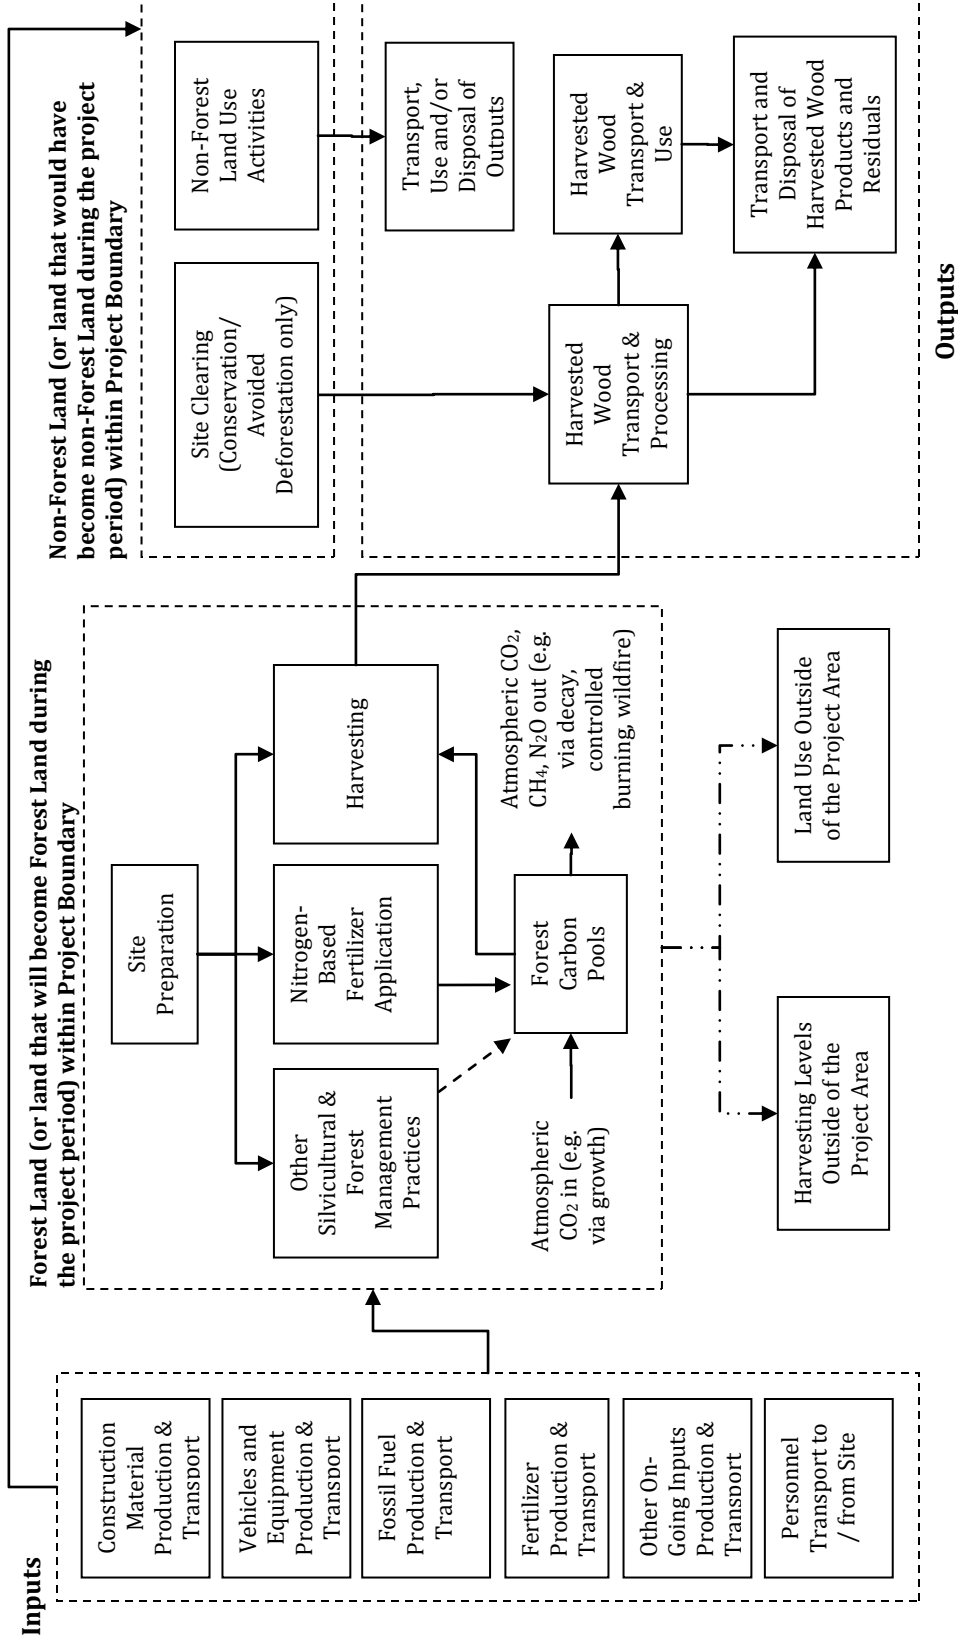 Inputs
Construction
Material
Production &
Transport
Vehicles and
Equipment
Production &
Transport
Fossil Fuel
Production &
Transport
Fertilizer
Production &
Transport
Other On-
Going Inputs
Production &
Transport
Personnel
Transport to
/ from Site
Forest Land (or land that will become Forest Land during
the project period) within Project Boundary
Site
Preparation
Other
Silvicultural &
Forest
Management
Practices
Nitrogen-
Based
Fertilizer
Application
Harvesting
Atmospheric
CO₂ in (e.g.
via growth)
Forest
Carbon
Pools
Atmospheric CO₂,
CH₄, N₂O out (e.g.
via decay,
controlled
burning, wildfire)
Harvesting Levels
Outside of the
Project Area
Land Use Outside
of the Project Area
Non-Forest Land (or land that would have
become non-Forest Land during the project
period) within Project Boundary
Site Clearing
(Conservation/
Avoided
Deforestation only)
Non-Forest
Land Use
Activities
Transport,
Use and/or
Disposal of
Outputs
Harvested
Wood
Transport &
Processing
Harvested
Wood
Transport &
Use
Transport and
Disposal of
Harvested Wood
Products and
Residuals
Outputs